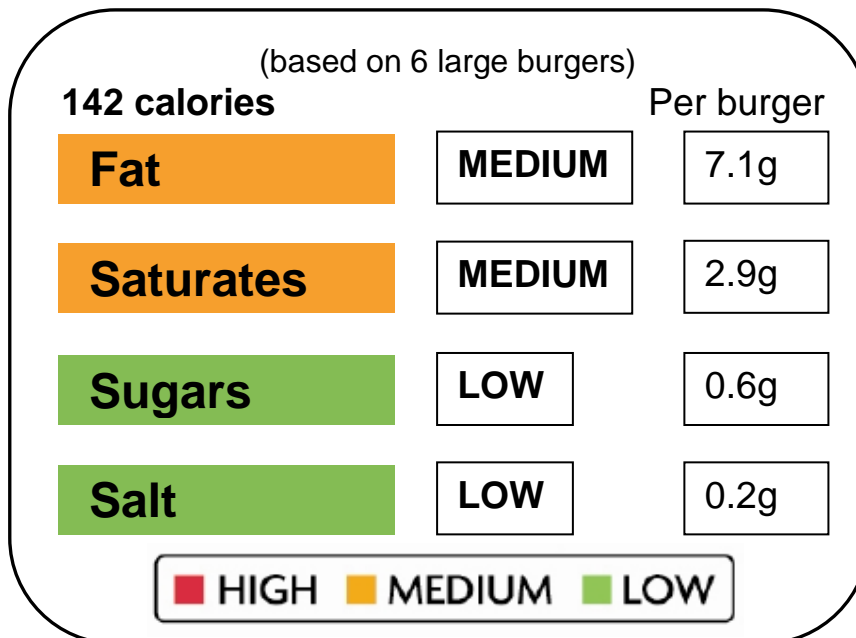 (based on 6 large burgers)
142 calories Per burger
Fat MEDIUM 7.1g
Saturates MEDIUM 2.9g
Sugars LOW 0.6g
Salt LOW 0.2g
HIGH MEDIUM LOW